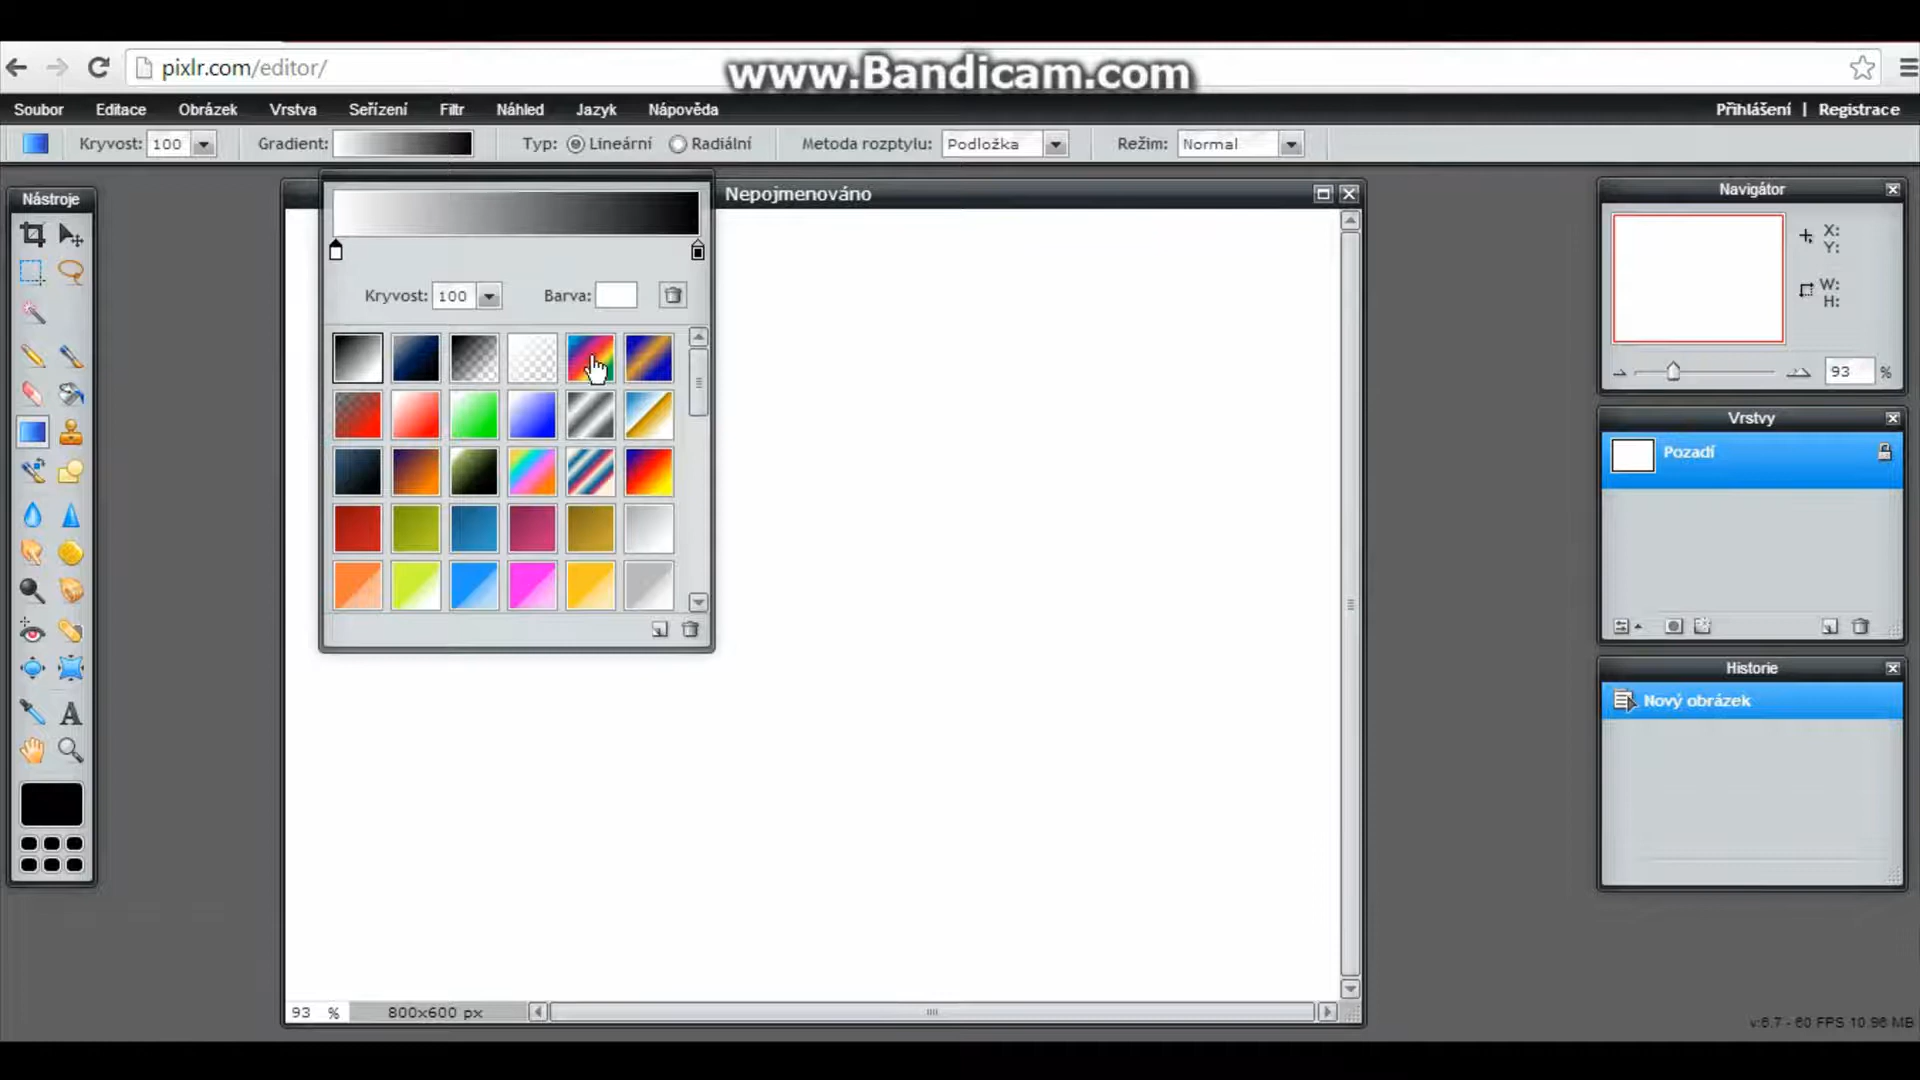 pixlr.com/editor/
www.Bandicam.com
Soubor Editace Obrázek Vrstva Seřízení Filtr Náhled Jazyk Nápověda Přihlášení | Registrace
Kryvost: 100 Gradient: Typ: Lineární Radiální Metoda rozptylu: Podložka Režim: Normal
Nástroje
Nepojmenováno
Kryvost: 100 Barva:
A
93 % 800x600 px
Navigátor
X:
Y:
W:
H:
93 %
Vrstvy
Pozadí
Historie
Nový obrázek
v:6.7 - 60 FPS 10.96 MB